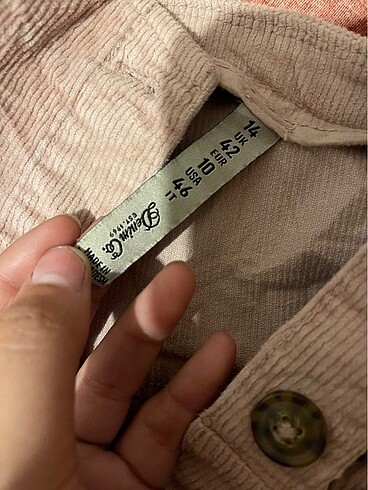 14
UK
42
EUR
10
USA
46
IT
Denim Co.
EST. 1969
MADE IN